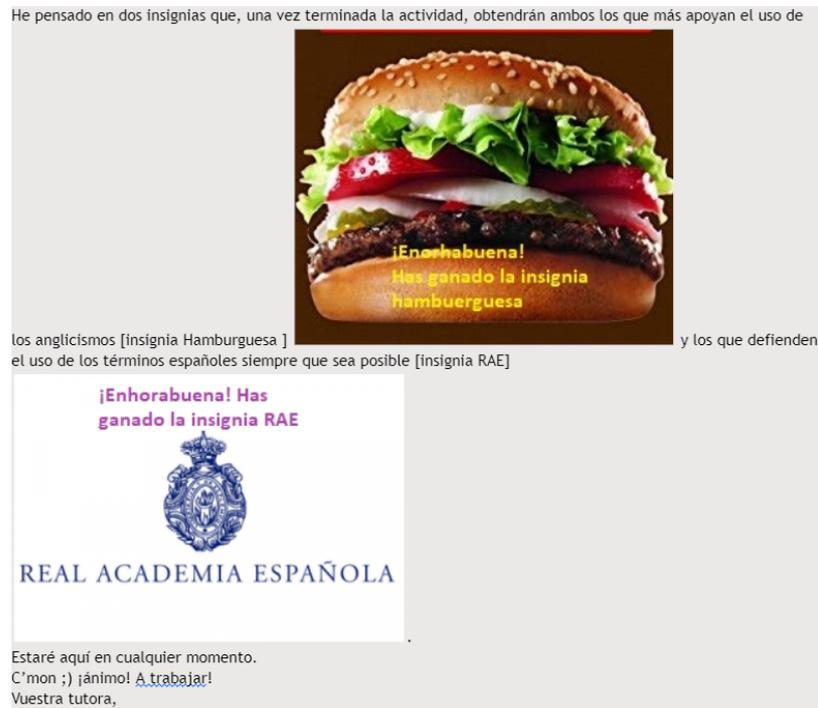 He pensado en dos insignias que, una vez terminada la actividad, obtendrán ambos los que más apoyan el uso de
¡Enorhabuena!
Has ganado la insignia
hambuerguesa
los anglicismos [insignia Hamburguesa ] y los que defienden
el uso de los términos españoles siempre que sea posible [insignia RAE]
¡Enhorabuena! Has
ganado la insignia RAE
REAL ACADEMIA ESPAÑOLA
.
Estaré aquí en cualquier momento.
C’mon ;) ¡ánimo! A trabajar!
Vuestra tutora,